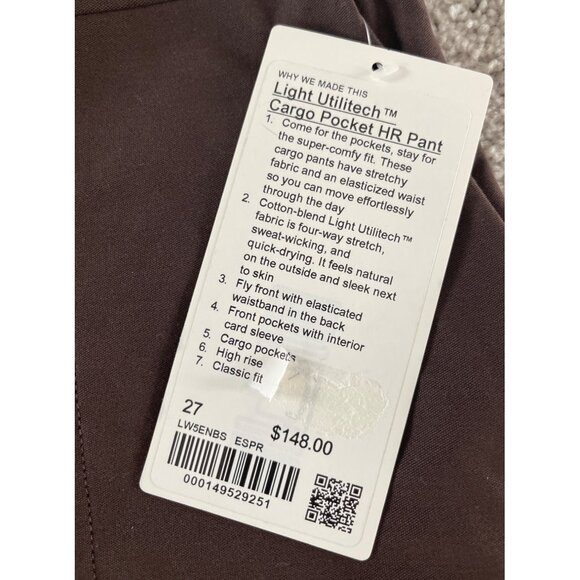 WHY WE MADE THIS
Light Utilitech™
Cargo Pocket HR Pant
1. Come for the pockets, stay for
the super-comfy fit. These
cargo pants have stretchy
fabric and an elasticized waist
so you can move effortlessly
through the day
2. Cotton-blend Light Utilitech™
fabric is four-way stretch,
sweat-wicking, and
quick-drying. It feels natural
on the outside and sleek next
to skin
3. Fly front with elasticated
waistband in the back
4. Front pockets with interior
card sleeve
5. Cargo pockets
6. High rise
7. Classic fit
27
$148.00
LW5ENBS ESPR
000149529251